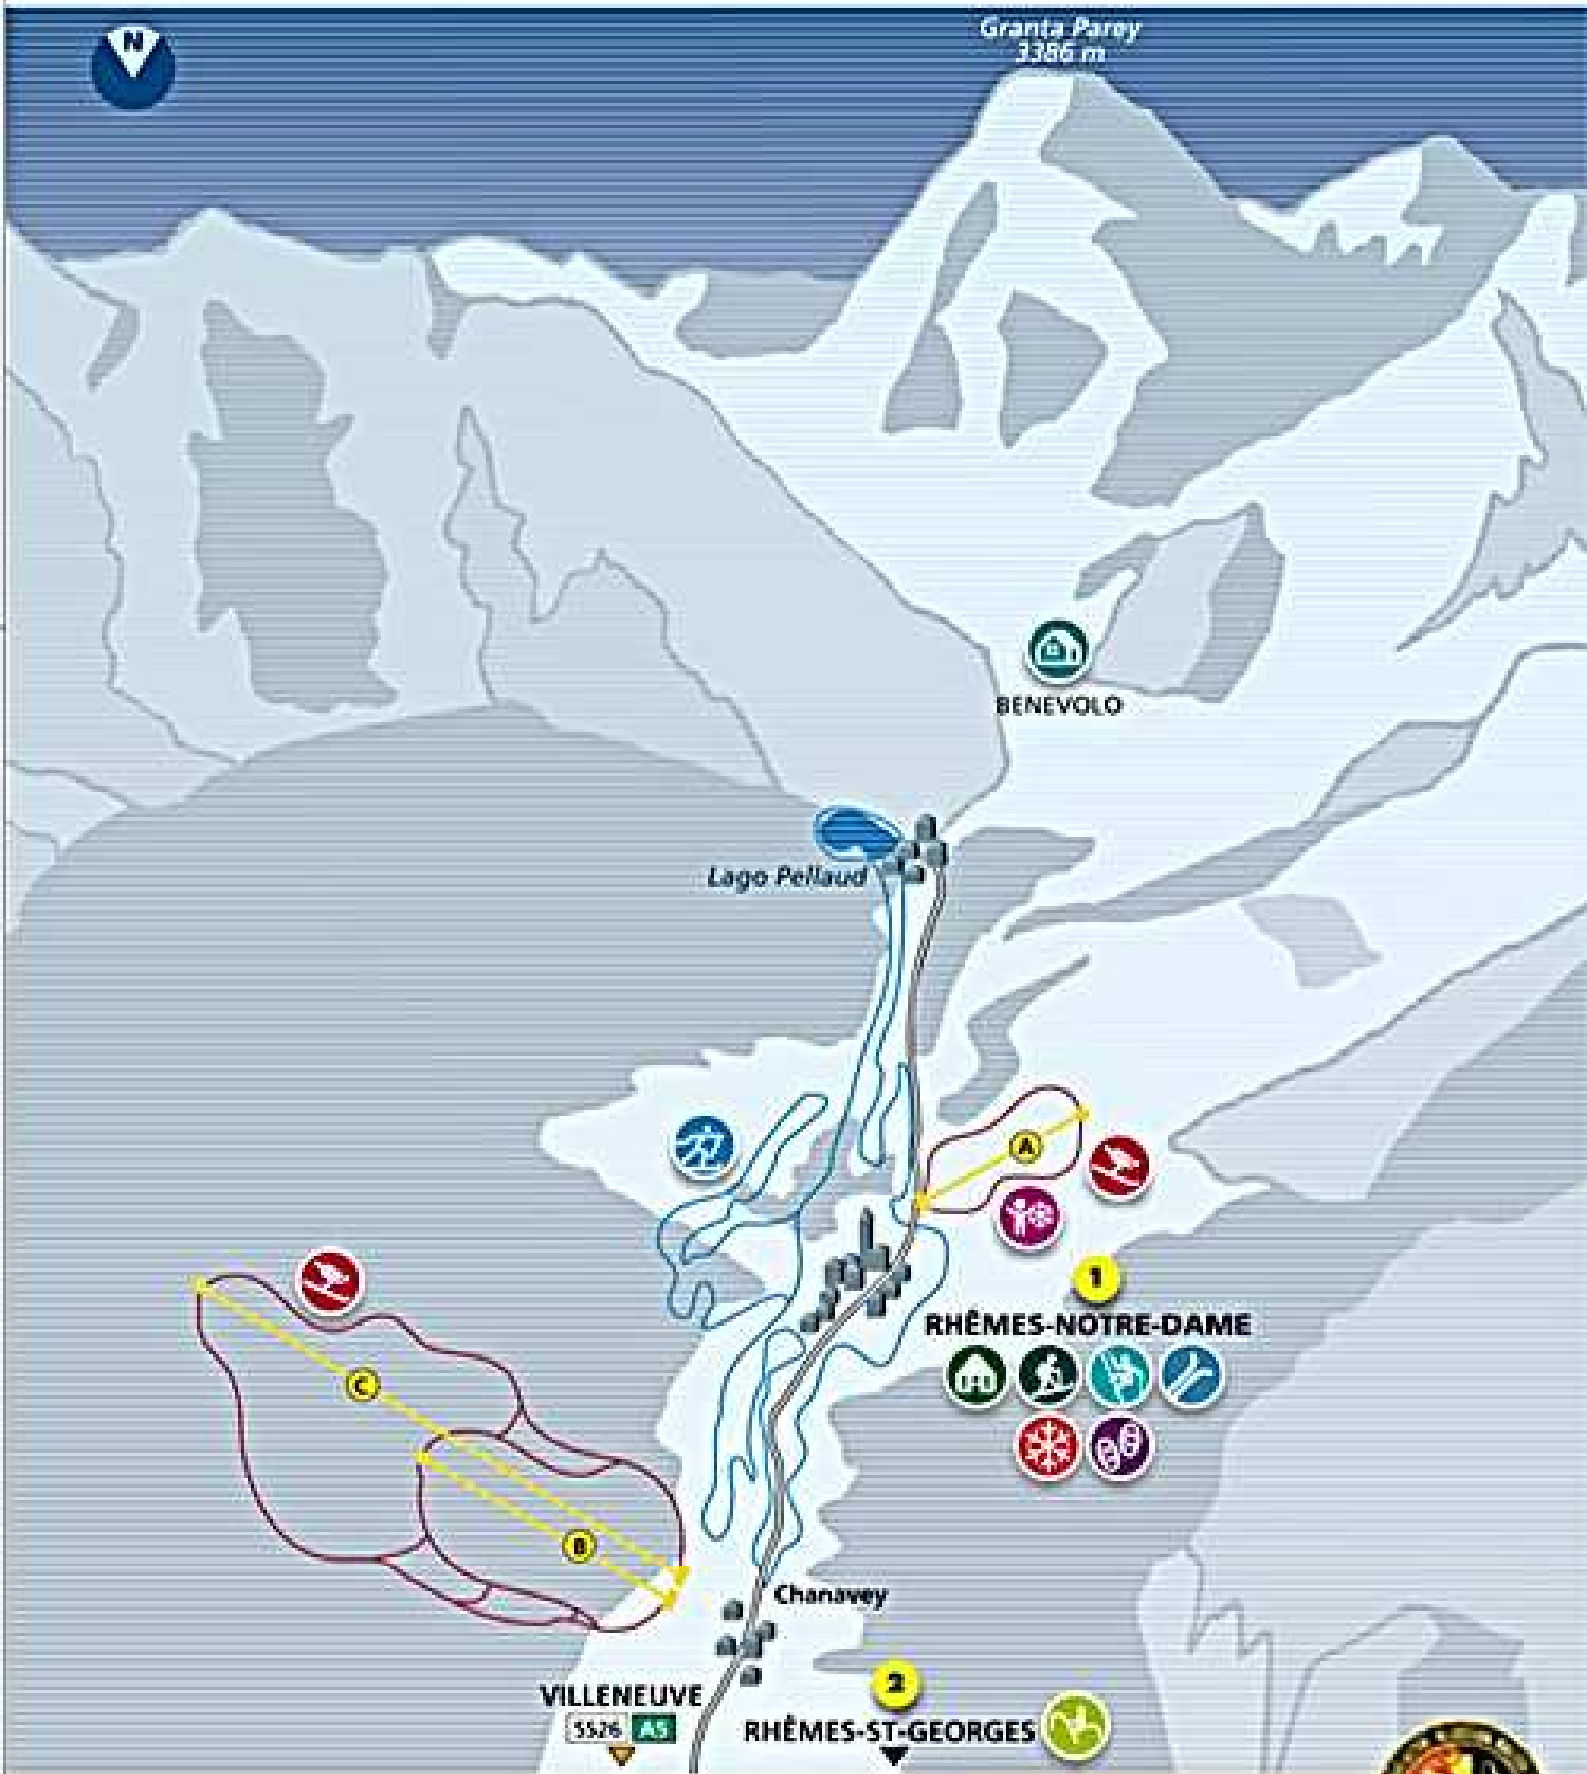 N
Granta Parey
3386 m
BENEVOLO
Lago Pellaud
A
1
RHÊMES-NOTRE-DAME
C
B
Chanavey
2
VILLENEUVE
SS26 A5
RHÊMES-ST-GEORGES